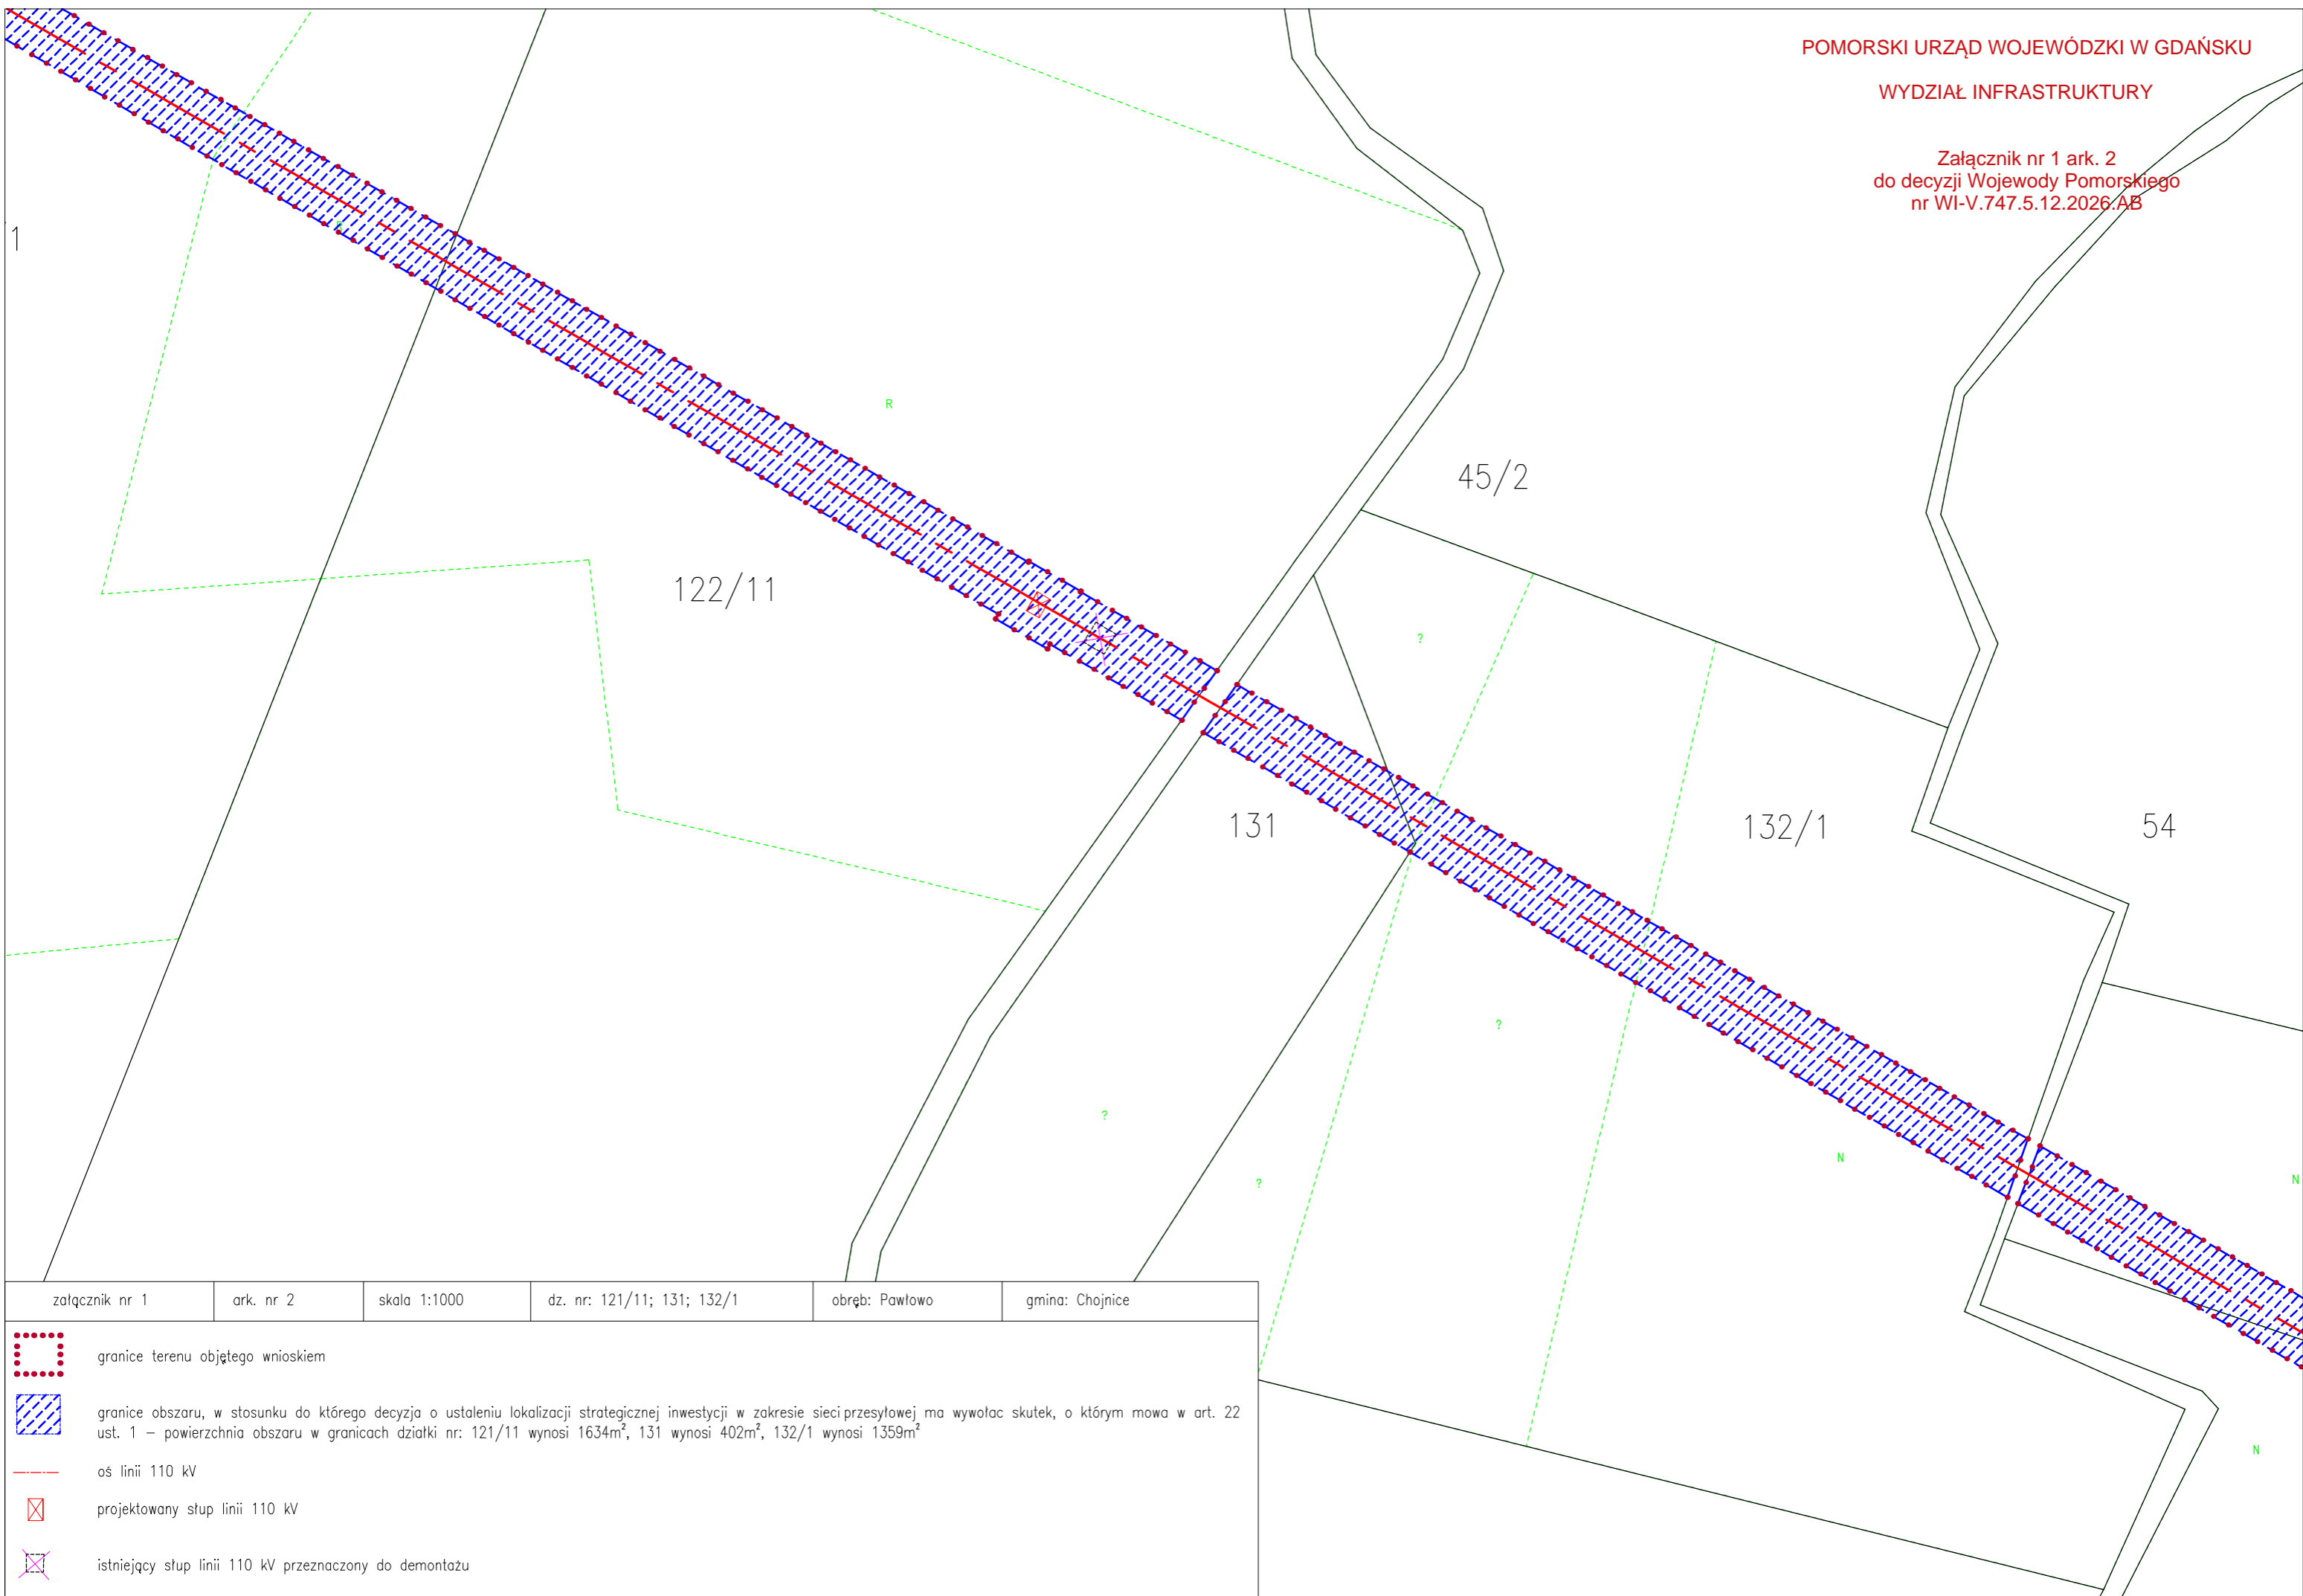 POMORSKI URZĄD WOJEWÓDZKI W GDAŃSKU
WYDZIAŁ INFRASTRUKTURY
Załącznik nr 1 ark. 2
do decyzji Wojewody Pomorskiego
nr WI-V.747.5.12.2026.AB
1
R
45/2
122/11
?
131
132/1
54
?
?
?
N
N
N
załącznik nr 1
ark. nr 2
skala 1:1000
dz. nr: 121/11; 131; 132/1
obręb: Pawłowo
gmina: Chojnice
granice terenu objętego wnioskiem
granice obszaru, w stosunku do którego decyzja o ustaleniu lokalizacji strategicznej inwestycji w zakresie sieci przesyłowej ma wywołac skutek, o którym mowa w art. 22
ust. 1 – powierzchnia obszaru w granicach działki nr: 121/11 wynosi 1634m², 131 wynosi 402m², 132/1 wynosi 1359m²
oś linii 110 kV
projektowany słup linii 110 kV
istniejący słup linii 110 kV przeznaczony do demontażu